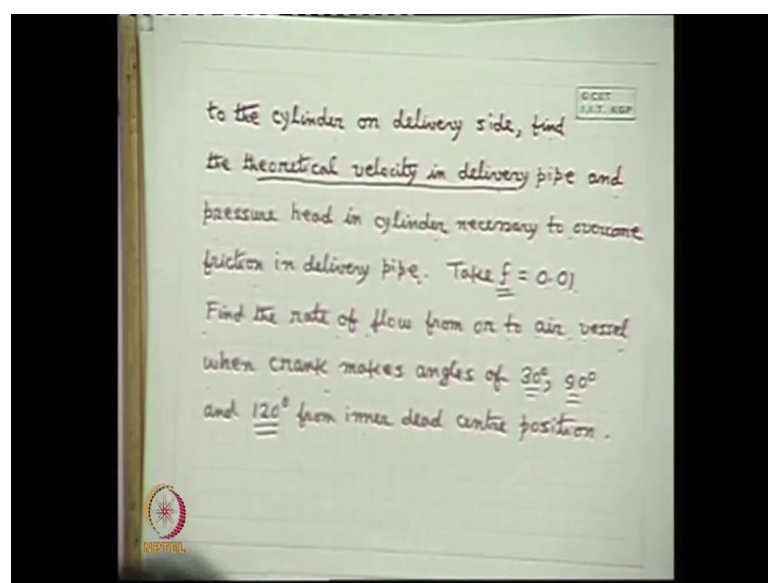 © CET
I.I.T. KGP
to the cylinder on delivery side, find
the theoretical velocity in delivery pipe and
pressure head in cylinder necessary to overcome
friction in delivery pipe. Take f = 0.01
Find the rate of flow from or to air vessel
when crank makes angles of 30°, 90°
and 120° from inner dead centre position.
NPTEL